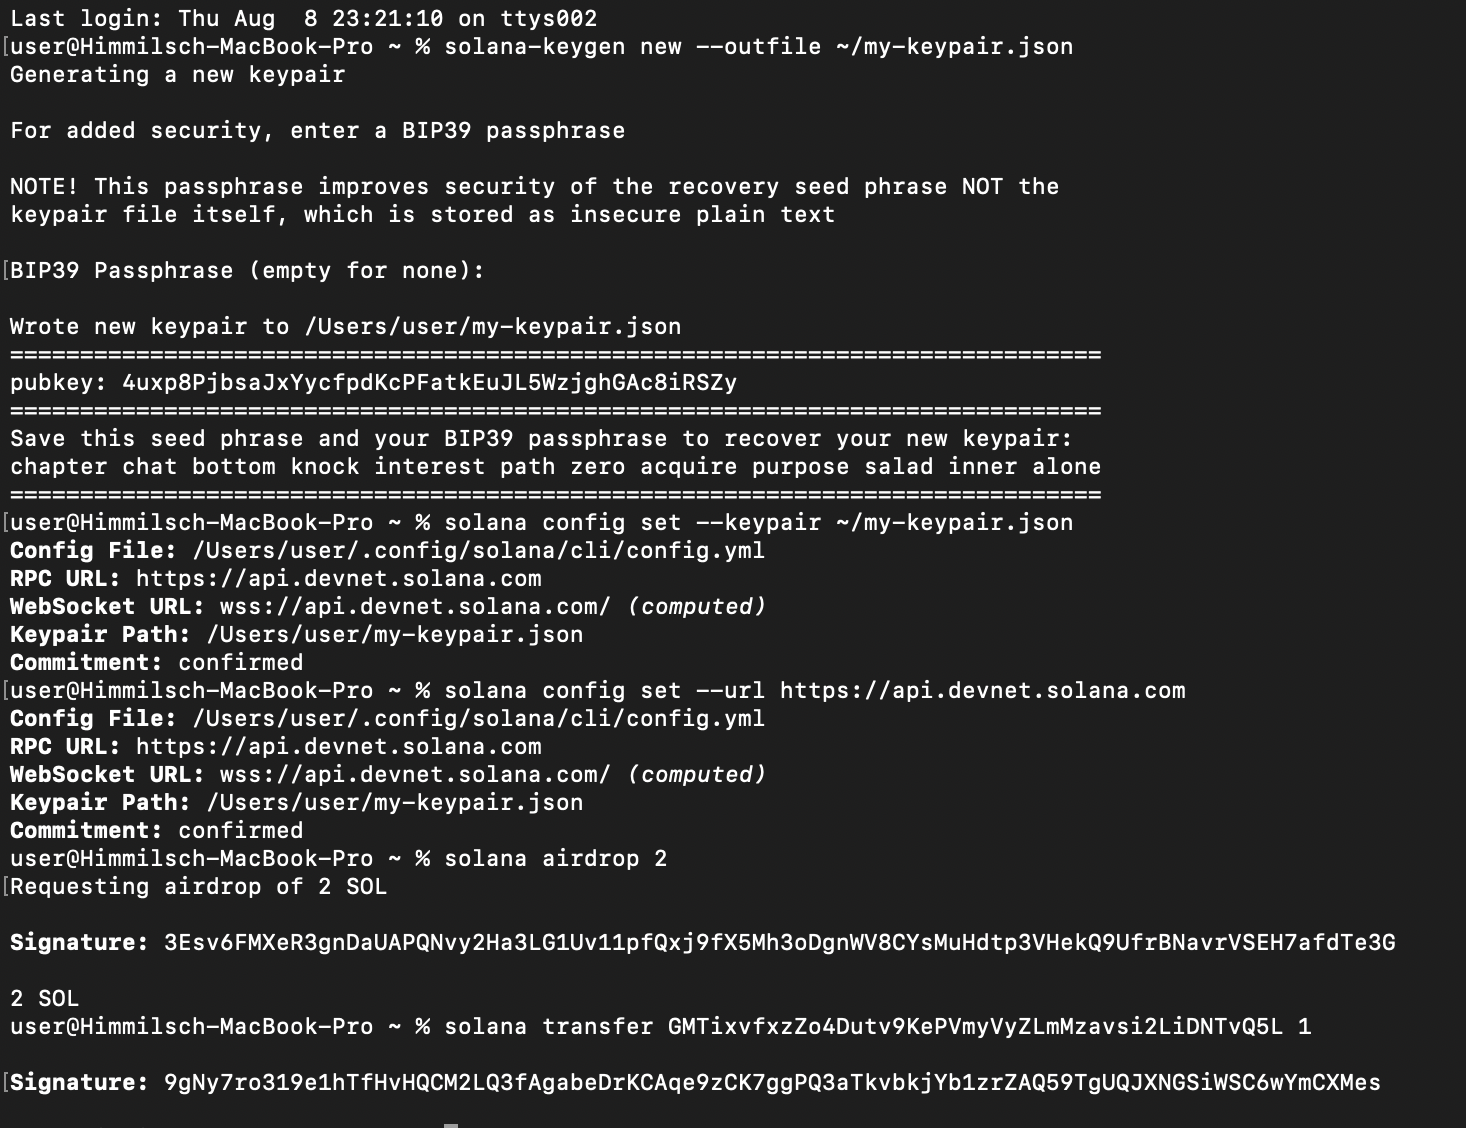 Last login: Thu Aug  8 23:21:10 on ttys002
[user@Himmilsch-MacBook-Pro ~ % solana-keygen new --outfile ~/my-keypair.json
Generating a new keypair
For added security, enter a BIP39 passphrase
NOTE! This passphrase improves security of the recovery seed phrase NOT the
keypair file itself, which is stored as insecure plain text
[BIP39 Passphrase (empty for none):
Wrote new keypair to /Users/user/my-keypair.json
==============================================================================
pubkey: 4uxp8PjbsaJxYycfpdKcPFatkEuJL5WzjghGAc8iRSZy
==============================================================================
Save this seed phrase and your BIP39 passphrase to recover your new keypair:
chapter chat bottom knock interest path zero acquire purpose salad inner alone
==============================================================================
[user@Himmilsch-MacBook-Pro ~ % solana config set --keypair ~/my-keypair.json
Config File: /Users/user/.config/solana/cli/config.yml
RPC URL: https://api.devnet.solana.com
WebSocket URL: wss://api.devnet.solana.com/ (computed)
Keypair Path: /Users/user/my-keypair.json
Commitment: confirmed
[user@Himmilsch-MacBook-Pro ~ % solana config set --url https://api.devnet.solana.com
Config File: /Users/user/.config/solana/cli/config.yml
RPC URL: https://api.devnet.solana.com
WebSocket URL: wss://api.devnet.solana.com/ (computed)
Keypair Path: /Users/user/my-keypair.json
Commitment: confirmed
user@Himmilsch-MacBook-Pro ~ % solana airdrop 2
[Requesting airdrop of 2 SOL
Signature: 3Esv6FMXeR3gnDaUAPQNvy2Ha3LG1Uv11pfQxj9fX5Mh3oDgnWV8CYsMuHdtp3VHekQ9UfrBNavrVSEH7afdTe3G
2 SOL
user@Himmilsch-MacBook-Pro ~ % solana transfer GMTixvfxzZo4Dutv9KePVmyVyZLmMzavsi2LiDNTvQ5L 1
[Signature: 9gNy7ro319e1hTfHvHQCM2LQ3fAgabeDrKCAqe9zCK7ggPQ3aTkvbkjYb1zrZAQ59TgUQJXNGSiWSC6wYmCXMes